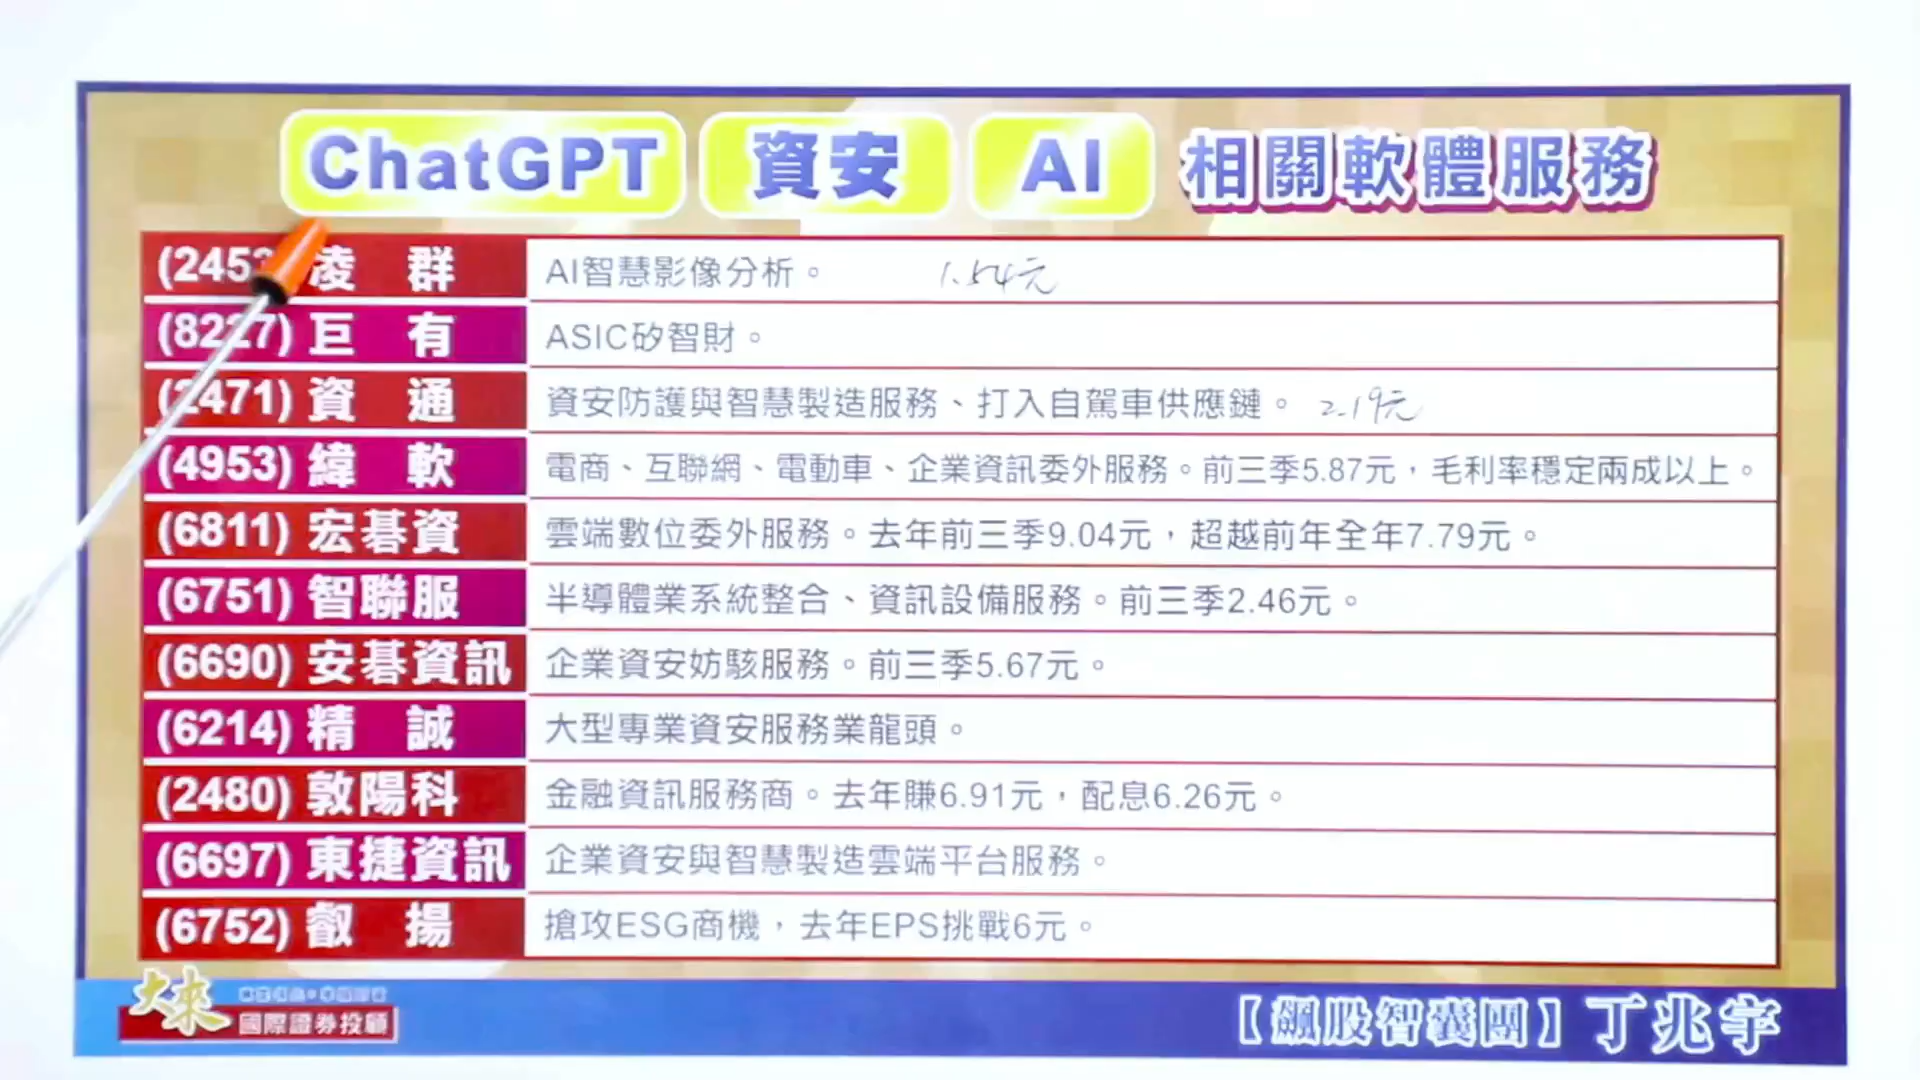 ChatGPT 資安 AI 相關軟體服務
(2453 凌群 AI智慧影像分析。 1.54元
(8227) 巨有 ASIC矽智財。
(2471) 資通 資安防護與智慧製造服務、打入自駕車供應鏈。 2.19元
(4953) 緯軟 電商、互聯網、電動車、企業資訊委外服務。前三季5.87元，毛利率穩定兩成以上。
(6811) 宏碁資 雲端數位委外服務。去年前三季9.04元，超越前年全年7.79元。
(6751) 智聯服 半導體業系統整合、資訊設備服務。前三季2.46元。
(6690) 安碁資訊 企業資安妨駭服務。前三季5.67元。
(6214) 精誠 大型專業資安服務業龍頭。
(2480) 敦陽科 金融資訊服務商。去年賺6.91元，配息6.26元。
(6697) 東捷資訊 企業資安與智慧製造雲端平台服務。
(6752) 叡揚 搶攻ESG商機，去年EPS挑戰6元。
大來
國際證券投顧
【飆股智囊團】丁兆宇